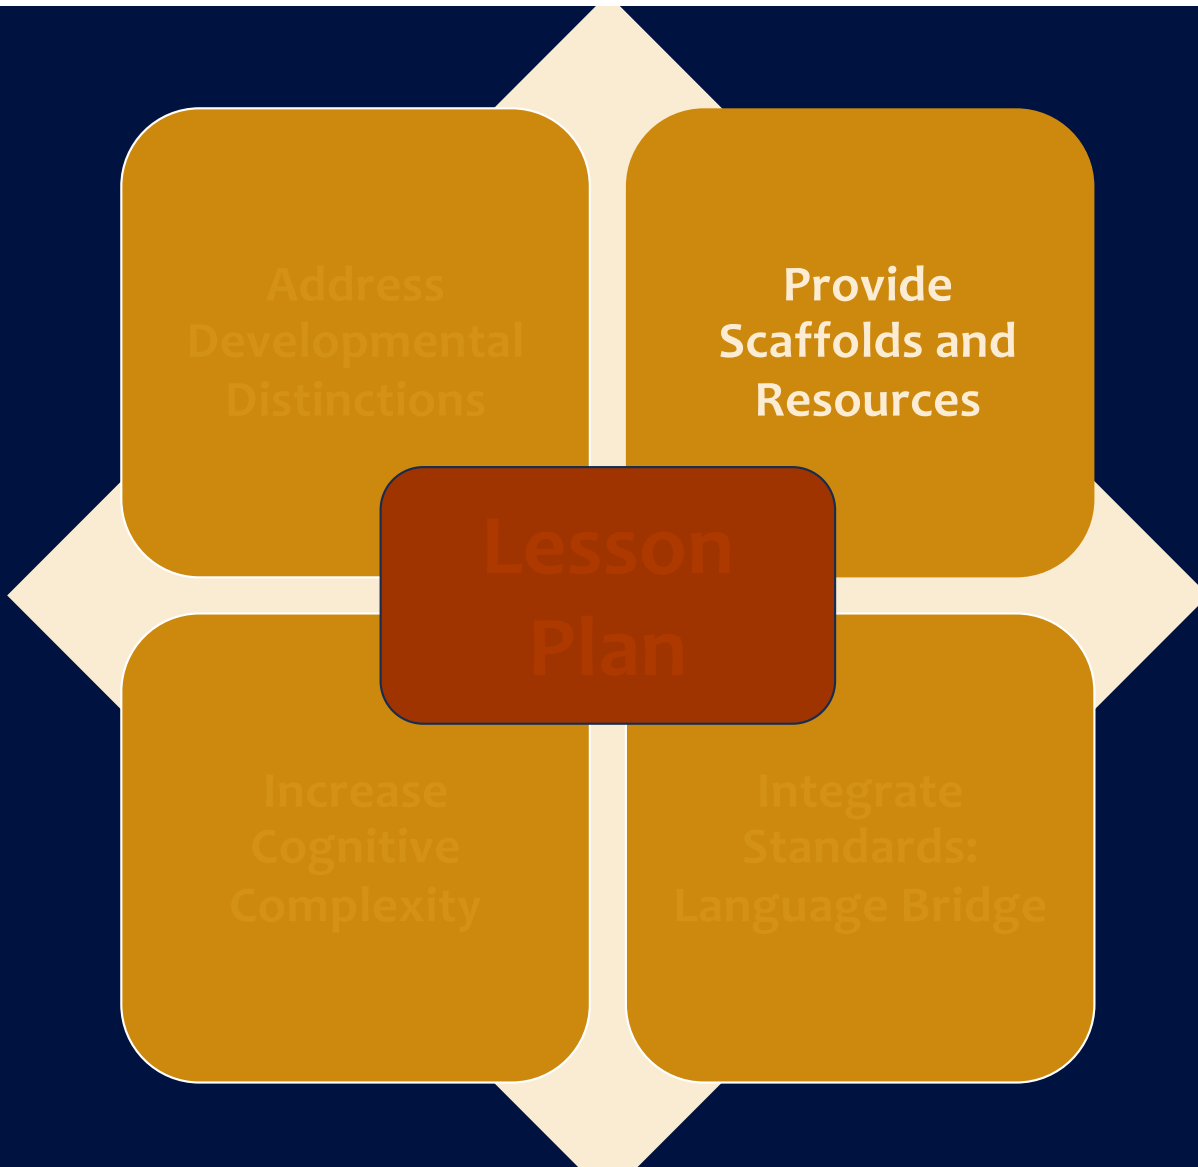 Address
Developmental
Distinctions
Provide
Scaffolds and
Resources
Lesson
Plan
Increase
Cognitive
Complexity
Integrate
Standards:
Language Bridge